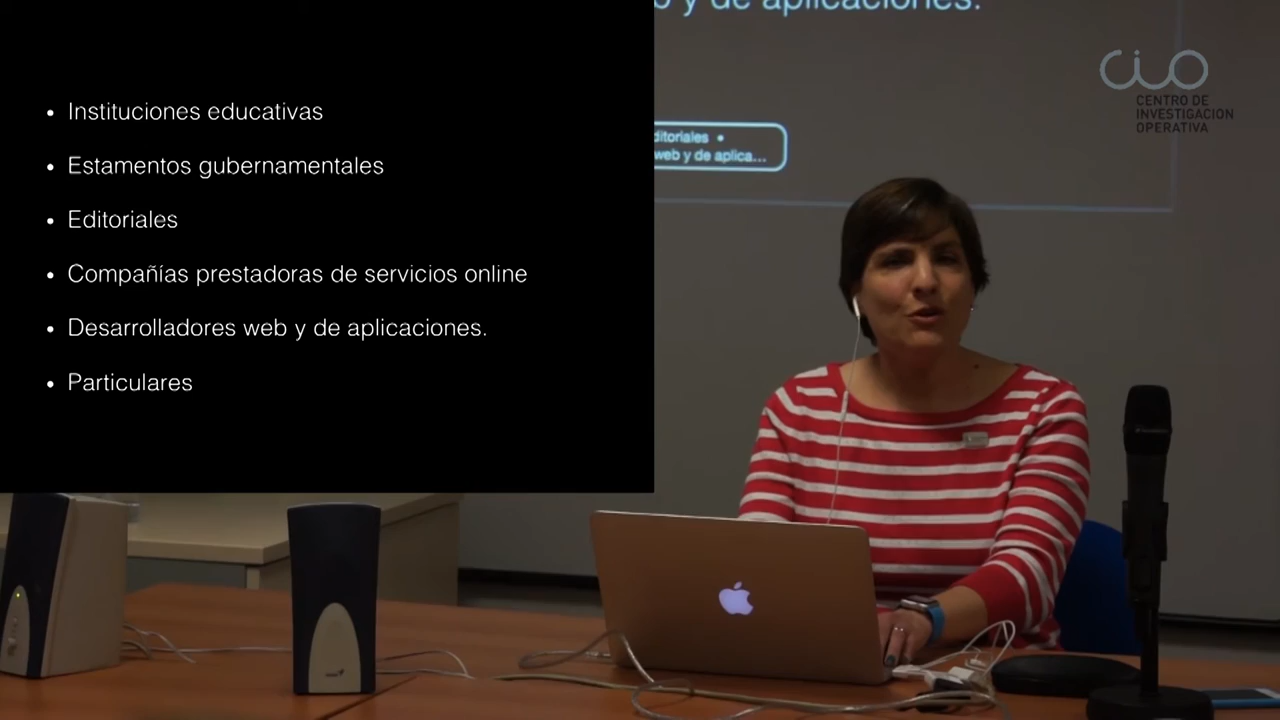 • Instituciones educativas
• Estamentos gubernamentales
• Editoriales
• Compañías prestadoras de servicios online
• Desarrolladores web y de aplicaciones.
• Particulares
y de aplicaciones.
ditoriales •
web y de aplica...
CIO
CENTRO DE
INVESTIGACION
OPERATIVA